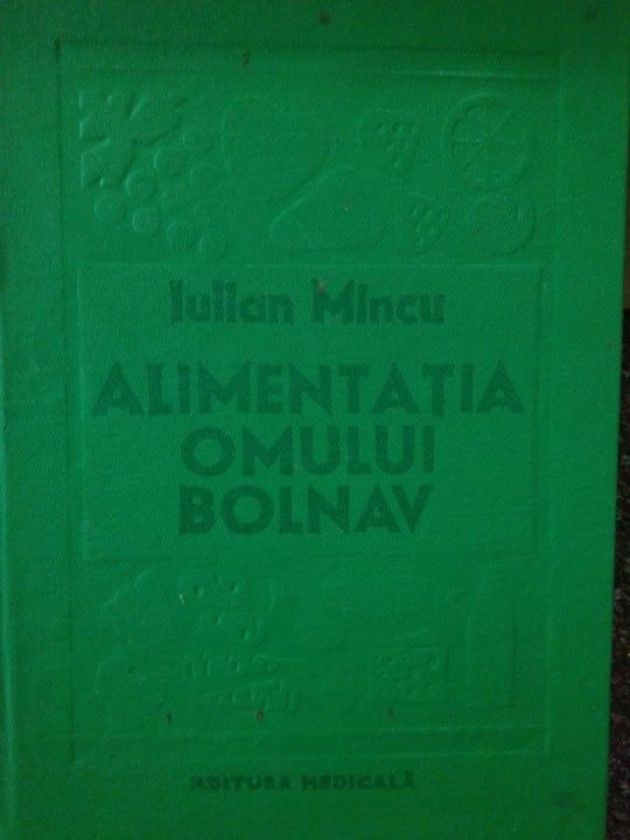 Iulian Mincu
ALIMENTAȚIA
OMULUI
BOLNAV
EDITURA MEDICALĂ